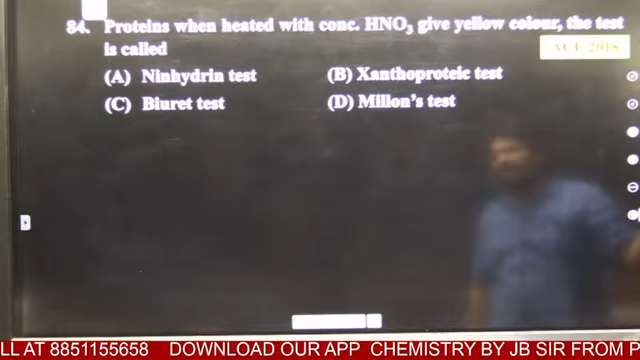 84. Proteins when heated with conc. HNO3 give yellow colour, the test
is called
2018
(A) Ninhydrin test (B) Xanthoproteic test
(C) Biuret test (D) Millon's test
LL AT 8851155658 DOWNLOAD OUR APP CHEMISTRY BY JB SIR FROM P